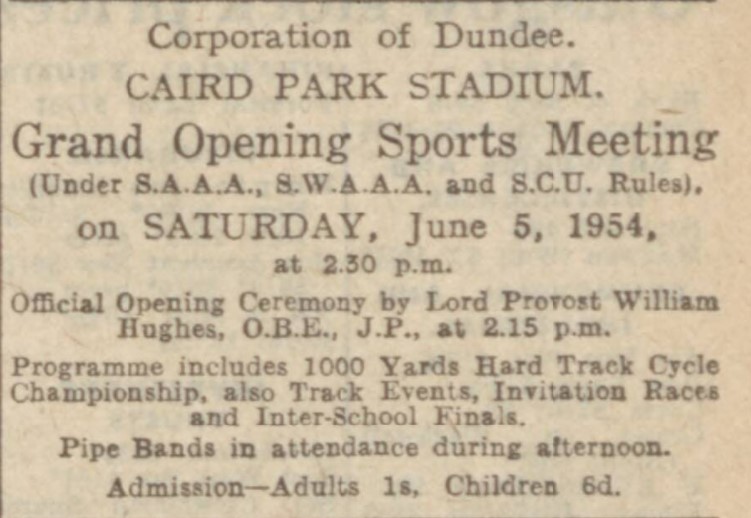 Corporation of Dundee.
CAIRD PARK STADIUM.
Grand Opening Sports Meeting
(Under S.A.A.A., S.W.A.A.A. and S.C.U. Rules),
on SATURDAY, June 5, 1954,
at 2.30 p.m.
Official Opening Ceremony by Lord Provost William
Hughes, O.B.E., J.P., at 2.15 p.m.
Programme includes 1000 Yards Hard Track Cycle
Championship, also Track Events, Invitation Races
and Inter-School Finals.
Pipe Bands in attendance during afternoon.
Admission—Adults 1s, Children 6d.